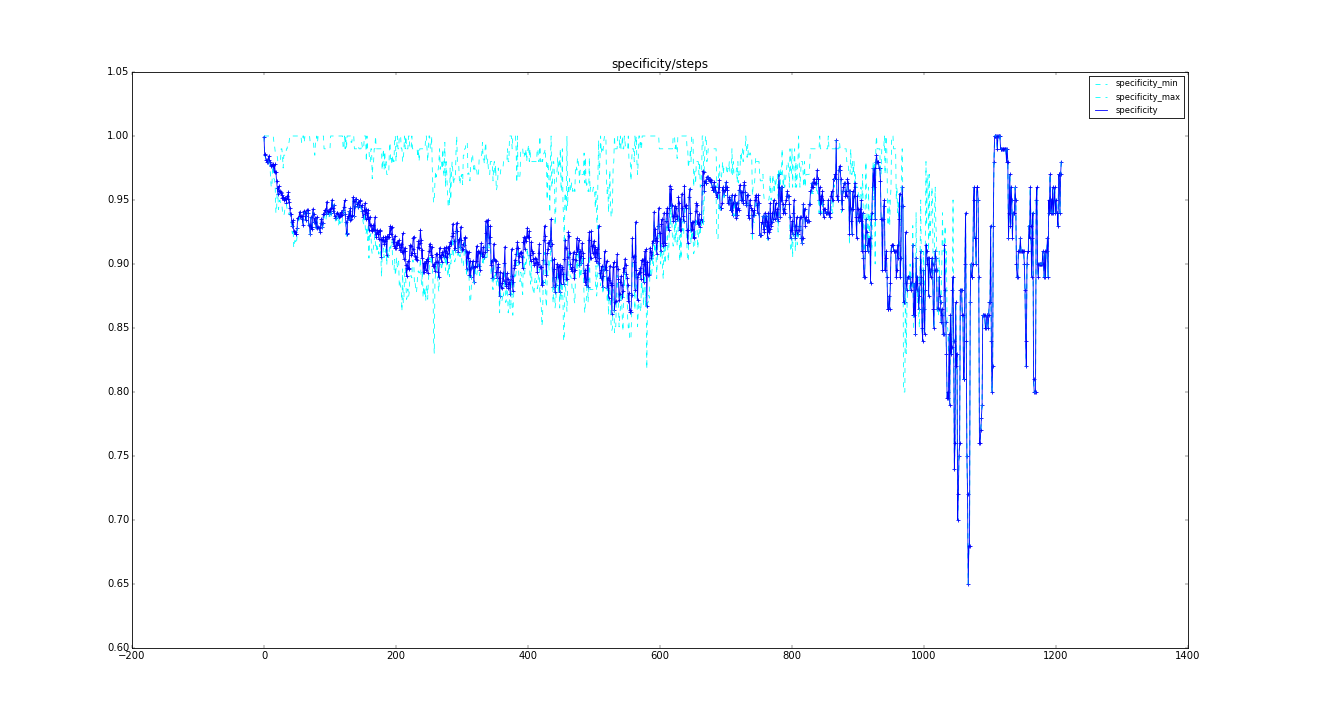 specificity/steps
1.05
specificity_min
specificity_max
specificity
1.00
0.95
0.90
0.85
0.80
0.75
0.70
0.65
0.60
−200 0 200 400 600 800 1000 1200 1400